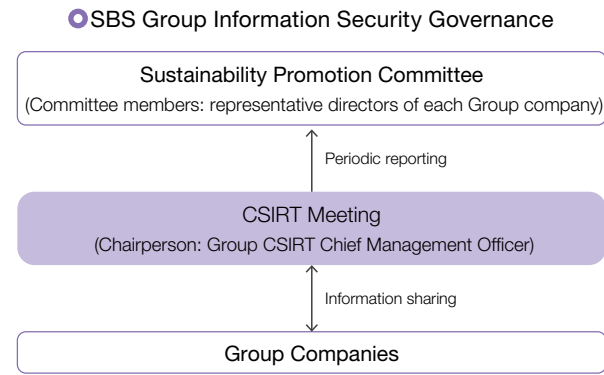 SBS Group Information Security Governance
Sustainability Promotion Committee
(Committee members: representative directors of each Group company)
Periodic reporting
CSIRT Meeting
(Chairperson: Group CSIRT Chief Management Officer)
Information sharing
Group Companies